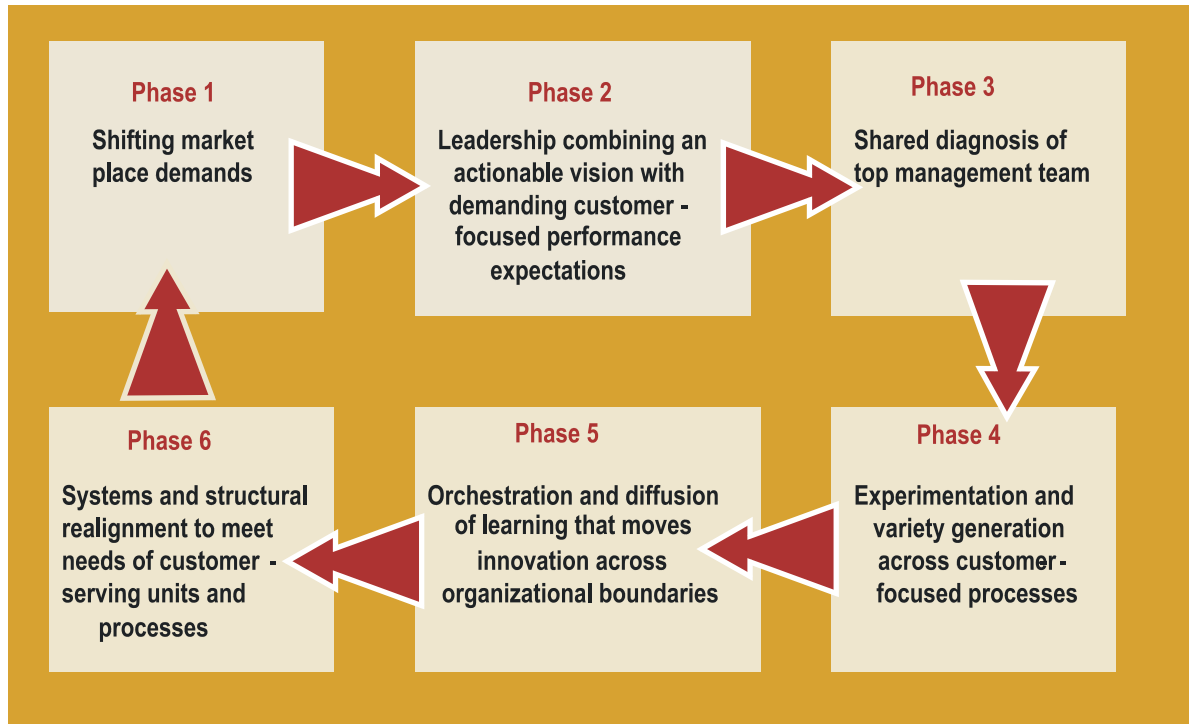 Phase 1
Shifting market
place demands
Phase 2
Leadership combining an
actionable vision with
demanding customer -
focused performance
expectations
Phase 3
Shared diagnosis of
top management team
Phase 4
Experimentation and
variety generation
across customer-
focused processes
Phase 5
Orchestration and diffusion
of learning that moves
innovation across
organizational boundaries
Phase 6
Systems and structural
realignment to meet
needs of customer -
serving units and
processes